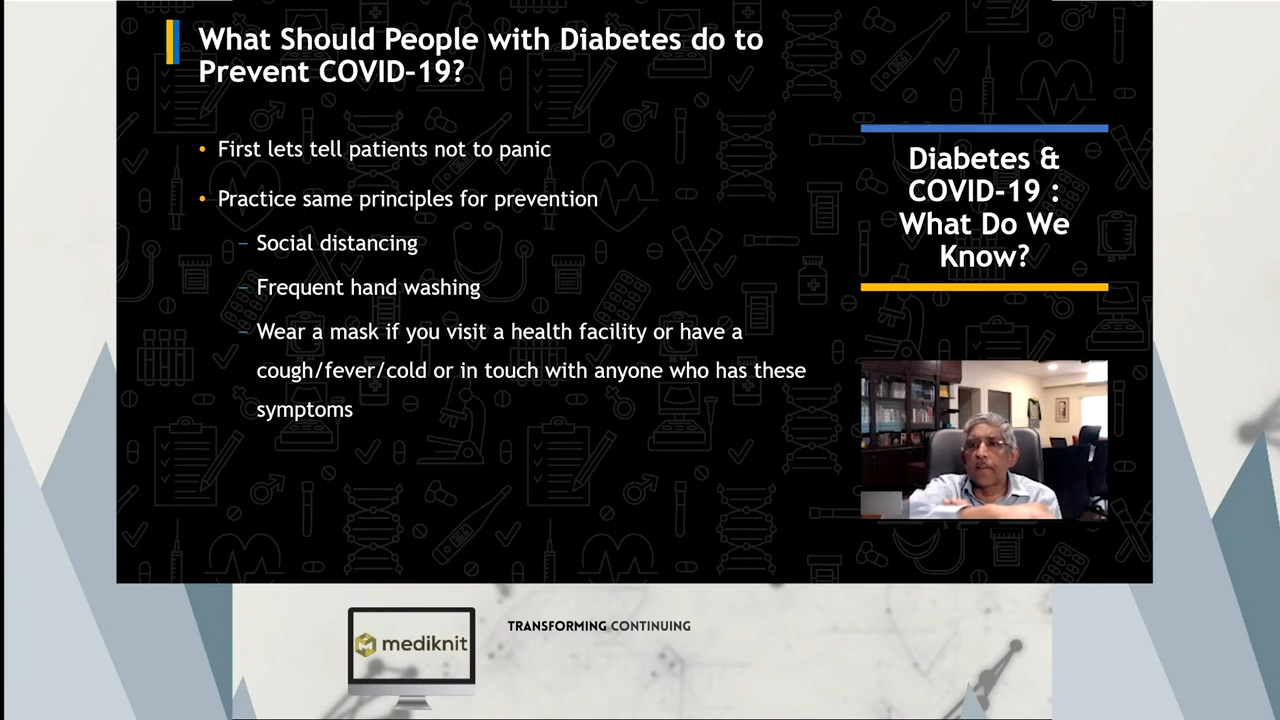 What Should People with Diabetes do to
Prevent COVID-19?
• First lets tell patients not to panic
• Practice same principles for prevention
– Social distancing
– Frequent hand washing
– Wear a mask if you visit a health facility or have a
cough/fever/cold or in touch with anyone who has these
symptoms
Diabetes &
COVID-19 :
What Do We
Know?
mediknit
TRANSFORMING CONTINUING